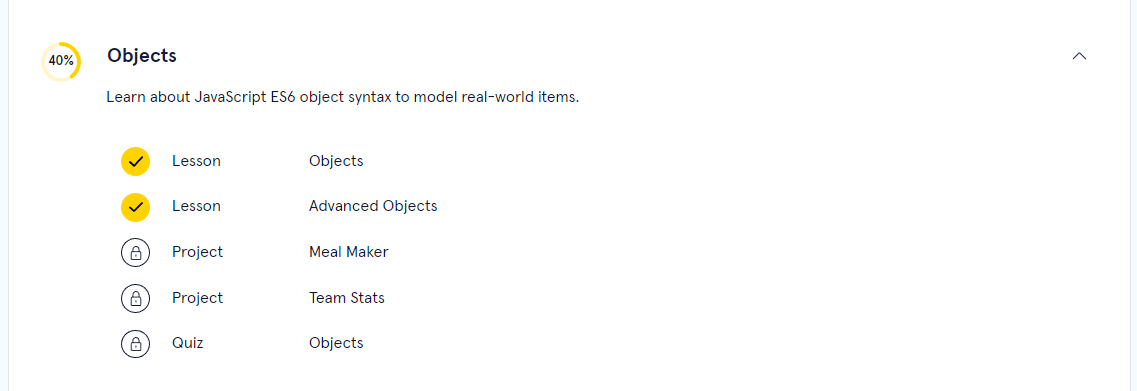 40% Objects
Learn about JavaScript ES6 object syntax to model real-world items.
Lesson Objects
Lesson Advanced Objects
Project Meal Maker
Project Team Stats
Quiz Objects